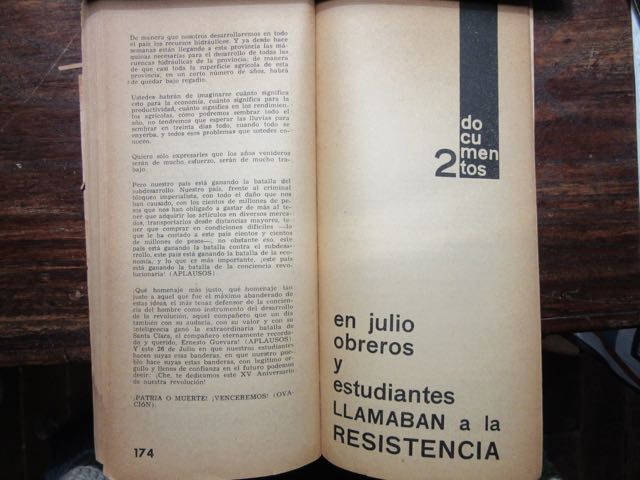 De manera que nosotros desarrollaremos en todo
el país los recursos hidráulicos. Y ya desde hace
semanas están llegando a esta provincia las má-
quinas necesarias para el desarrollo de todas las
cuencas hidráulicas de la provincia; de manera
de que casi toda la superficie agrícola de esta
provincia, en un corto número de años, habrá
de quedar bajo regadío.
Ustedes habrán de imaginarse cuánto significa
esto para la economía, cuánto significa para la
productividad, cuánto significa en los rendimien-
tos agrícolas, cómo podremos sembrar todo el
año, no tendremos que esperar las lluvias para
sembrar en treinta días todo, cuando todo se
enyerba, y todos esos problemas que ustedes co-
nocen.
Quiero sólo expresarles que los años venideros
serán de mucho esfuerzo, serán de mucho tra-
bajo.
Pero nuestro país está ganando la batalla del
subdesarrollo. Nuestro país, frente al criminal
bloqueo imperialista, con todo el daño que nos
han causado, con los cientos de millones de pe-
sos que nos han obligado a gastar de más al te-
ner que adquirir los artículos en diversos merca-
dos, transportarlos desde distancias mayores, te-
ner que comprar en condiciones difíciles —lo
que le ha costado a este país cientos y cientos
de millones de pesos—, no obstante eso, este
país está ganando la batalla contra el subdesa-
rrollo, este país está ganando la batalla de la eco-
nomía, y lo que es más importante, ¡este país
está ganando la batalla de la conciencia revo-
lucionaria! (APLAUSOS).
¡Qué homenaje más justo, qué homenaje tan
justo a aquel que fue el máximo abanderado de
estas ideas, el más tenaz defensor de la concien-
cia del hombre como instrumento del desarrollo
de la revolución, aquel compañero que un día
también con su audacia, con su valor y con su
inteligencia ganó la extraordinaria batalla de
Santa Clara, el compañero eternamente recorda-
do y querido, Ernesto Guevara! (APLAUSOS).
Y este 26 de Julio en que nuestros estudiantes
hacen suyas esas banderas, en que nuestro pue-
blo hace suyas estas banderas, con legítimo or-
gullo y llenos de confianza en el futuro podemos
decir: ¡Che, te dedicamos este XV Aniversario
de nuestra revolución!
¡PATRIA O MUERTE! ¡VENCEREMOS! (OVA-
CIÓN).
174
do
cu
men
2 tos
en julio
obreros
y
estudiantes
LLAMABAN a la
RESISTENCIA